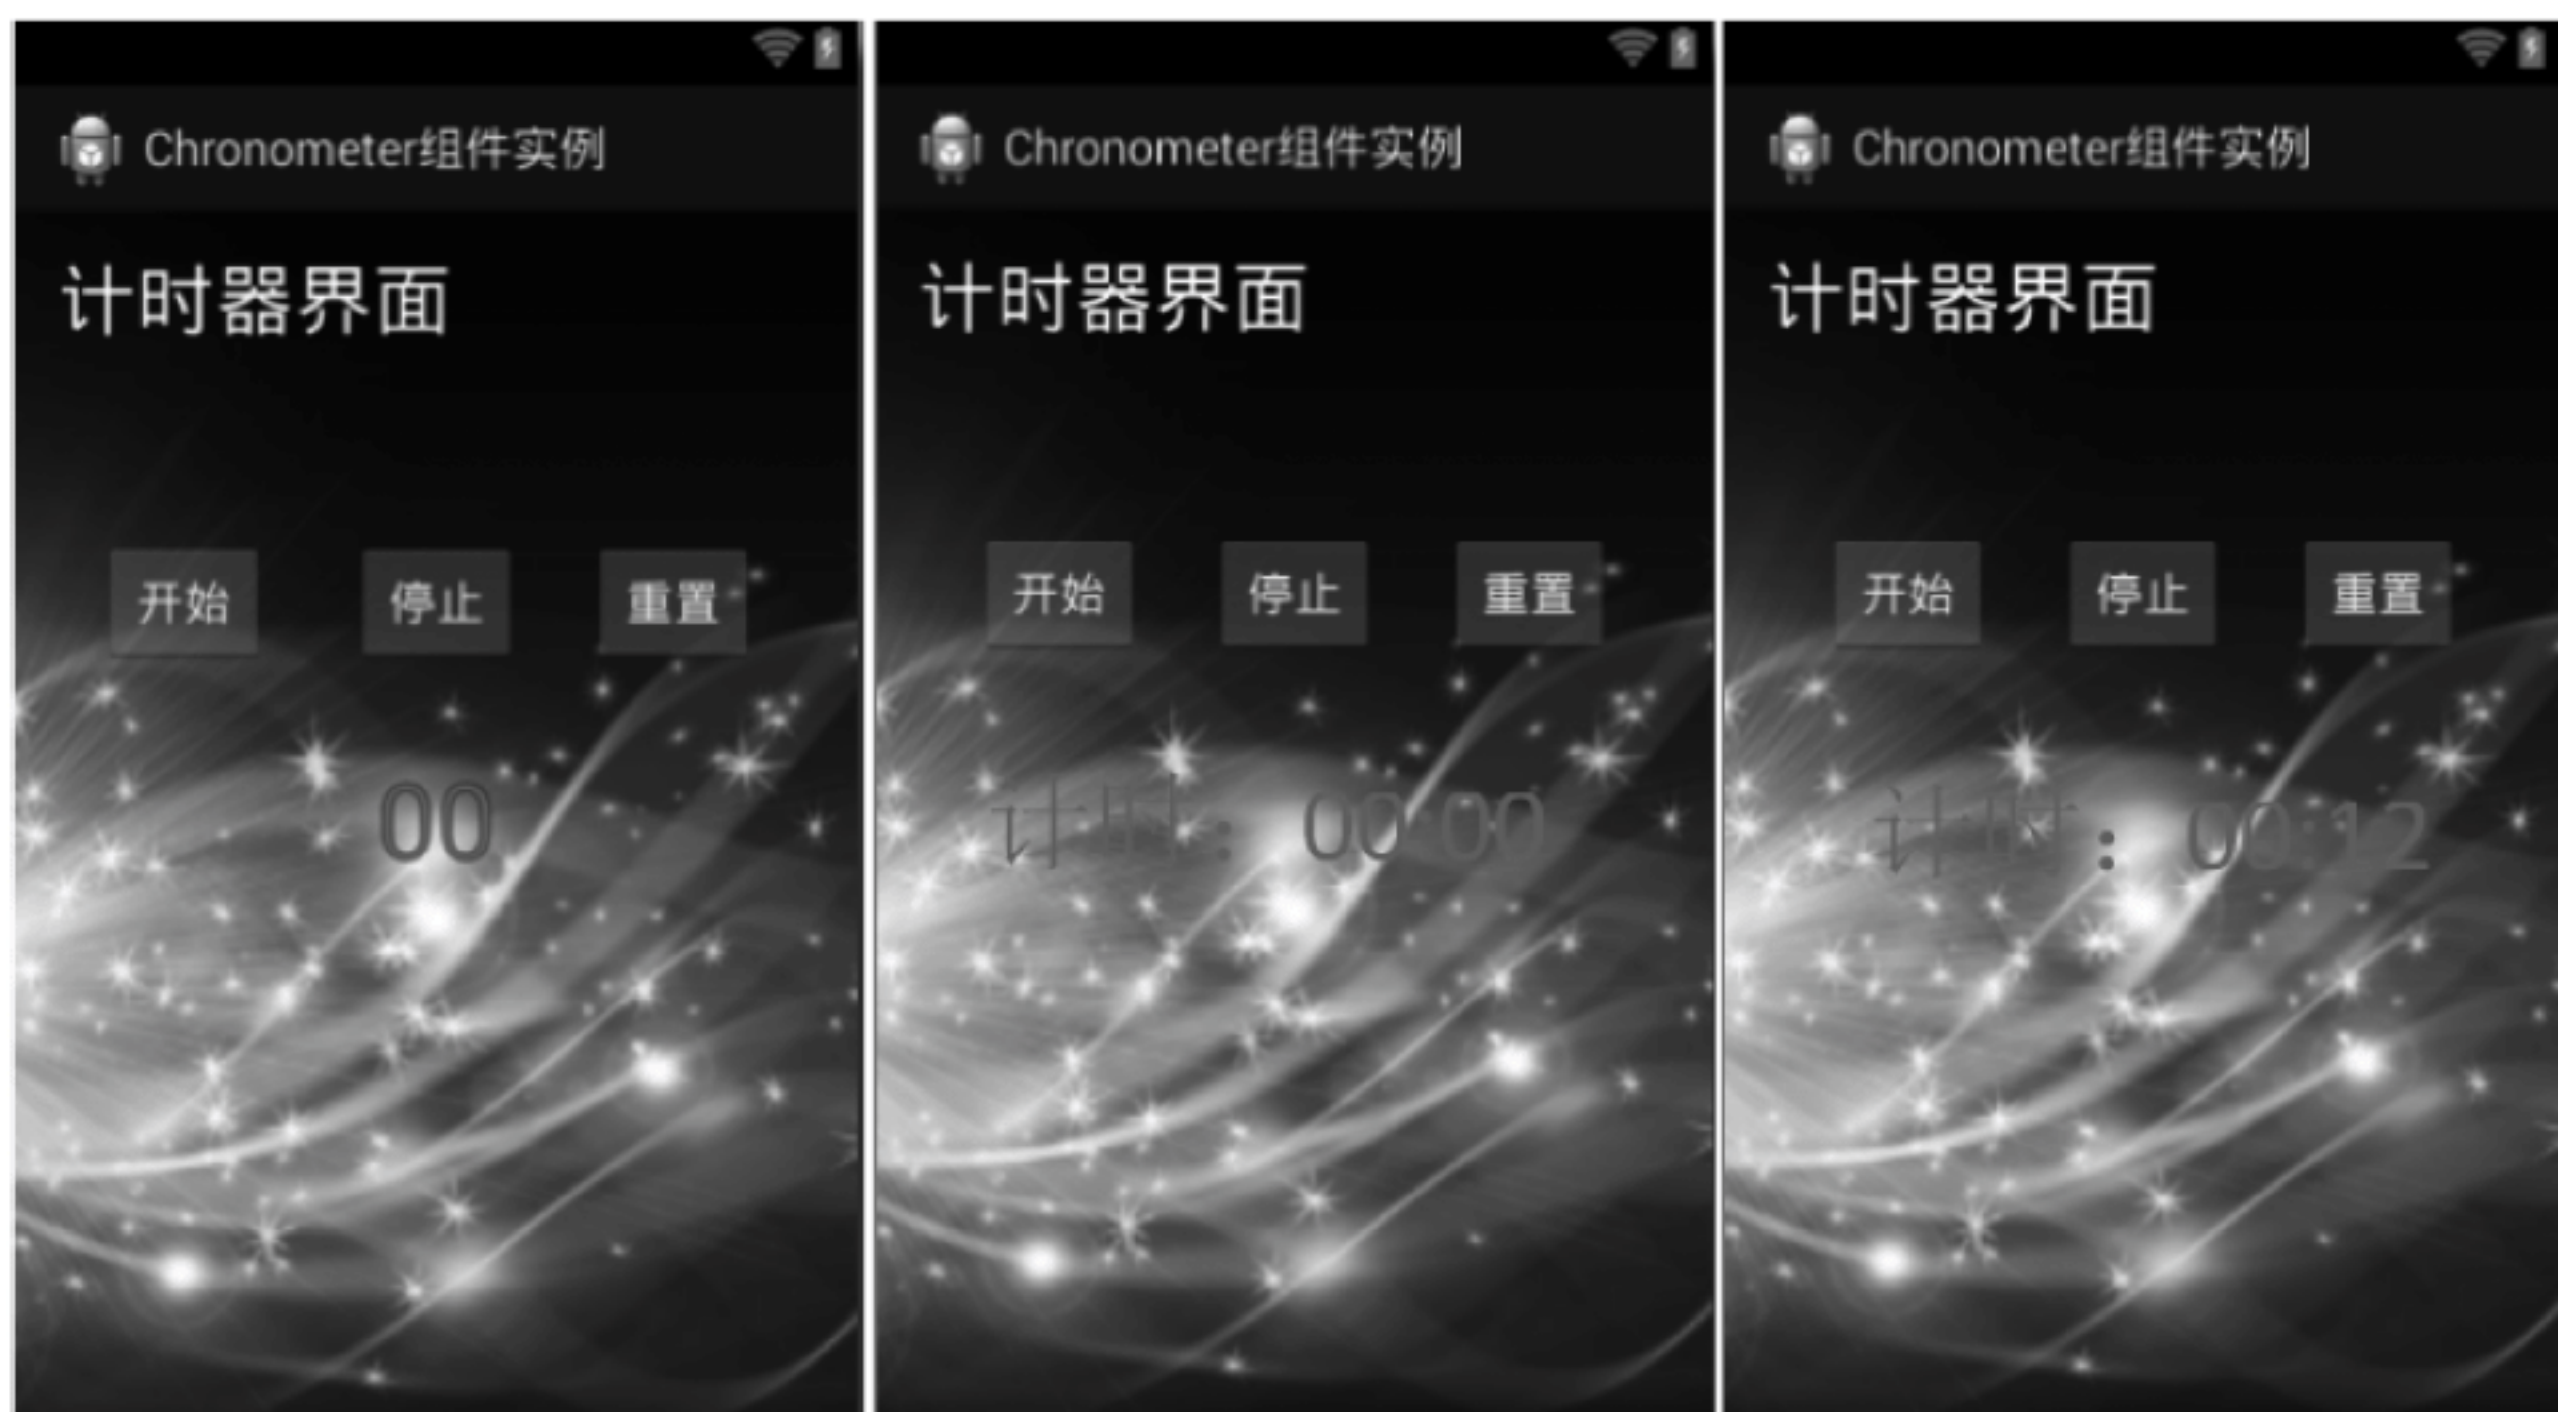 Chronometer组件实例
计时器界面
开始
停止
重置
00
Chronometer组件实例
计时器界面
开始
停止
重置
计时：00:00
Chronometer组件实例
计时器界面
开始
停止
重置
计时：00:12